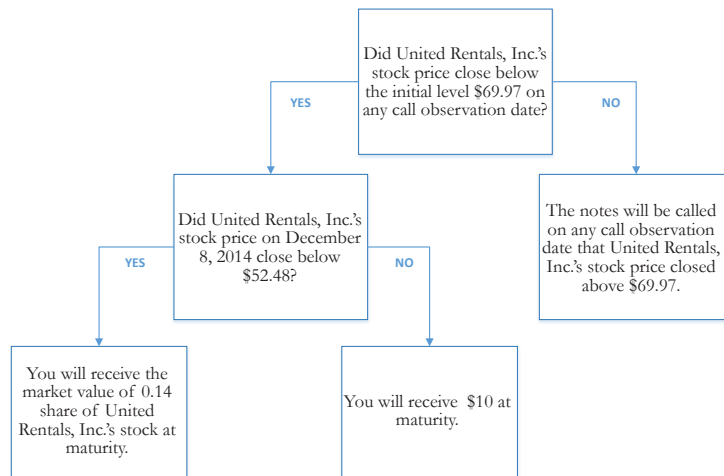 Did United Rentals, Inc.'s
stock price close below
the initial level $69.97 on
any call observation date?
YES
NO
Did United Rentals, Inc.'s
stock price on December
8, 2014 close below
$52.48?
The notes will be called
on any call observation
date that United Rentals,
Inc.'s stock price closed
above $69.97.
YES
NO
You will receive the
market value of 0.14
share of United
Rentals, Inc.'s stock at
maturity.
You will receive $10 at
maturity.